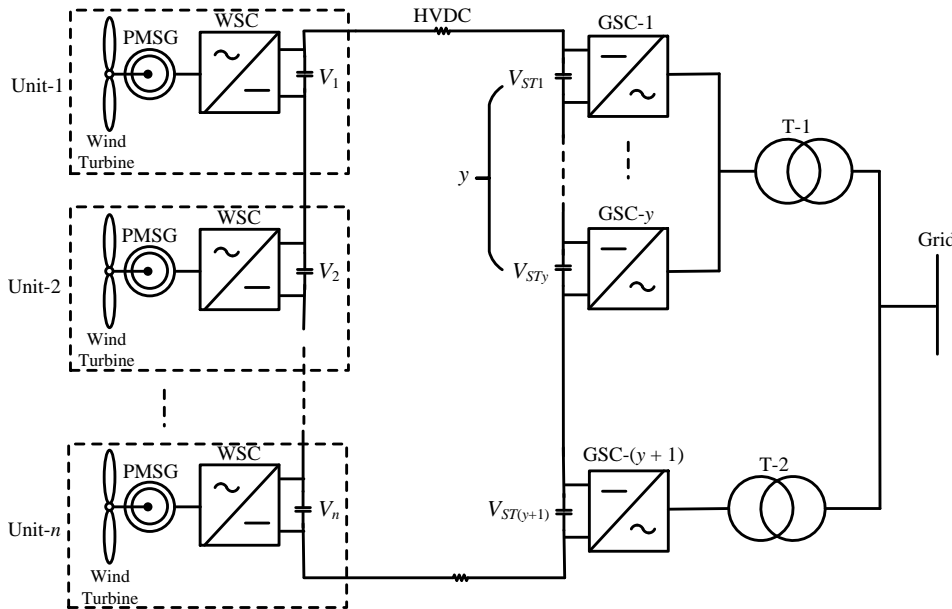 HVDC
GSC-1
WSC
PMSG
Unit-1
V1
VST1
Wind
Turbine
T-1
y
WSC
GSC-y
PMSG
Grid
Unit-2
V2
VSTy
Wind
Turbine
WSC
GSC-(y + 1)
PMSG
T-2
Unit-n
Vn
VST(y+1)
Wind
Turbine